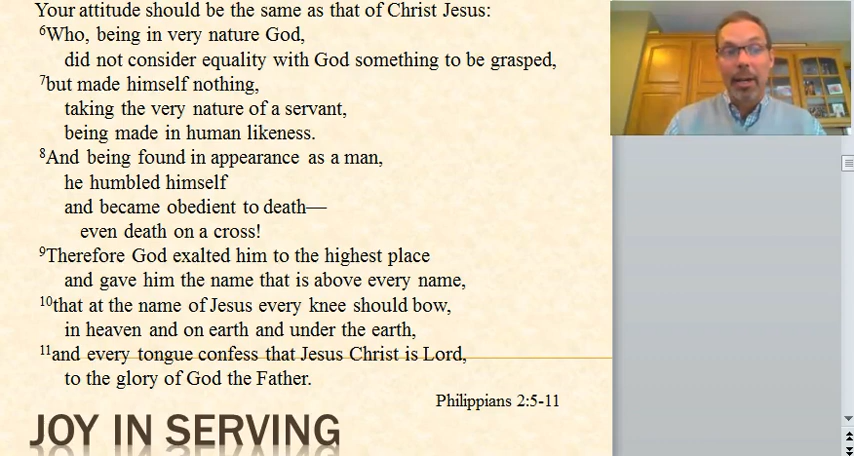 Your attitude should be the same as that of Christ Jesus:
⁶Who, being in very nature God,
did not consider equality with God something to be grasped,
⁷but made himself nothing,
taking the very nature of a servant,
being made in human likeness.
⁸And being found in appearance as a man,
he humbled himself
and became obedient to death—
even death on a cross!
⁹Therefore God exalted him to the highest place
and gave him the name that is above every name,
¹⁰that at the name of Jesus every knee should bow,
in heaven and on earth and under the earth,
¹¹and every tongue confess that Jesus Christ is Lord,
to the glory of God the Father.
Philippians 2:5-11
JOY IN SERVING